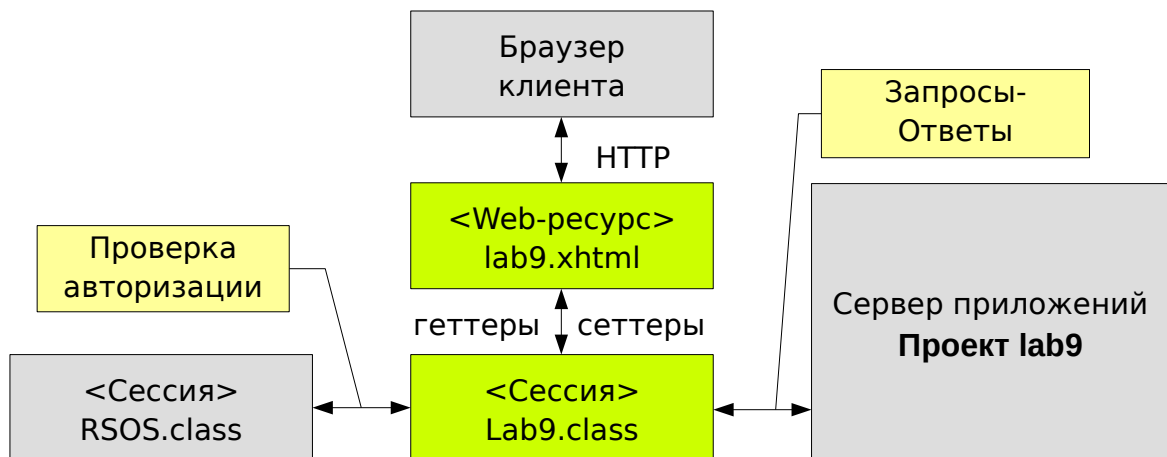 Браузер
клиента
Запросы-
Ответы
HTTP
<Web-ресурс>
lab9.xhtml
Проверка
авторизации
Сервер приложений
Проект lab9
геттеры сеттеры
<Сессия>
RSOS.class
<Сессия>
Lab9.class